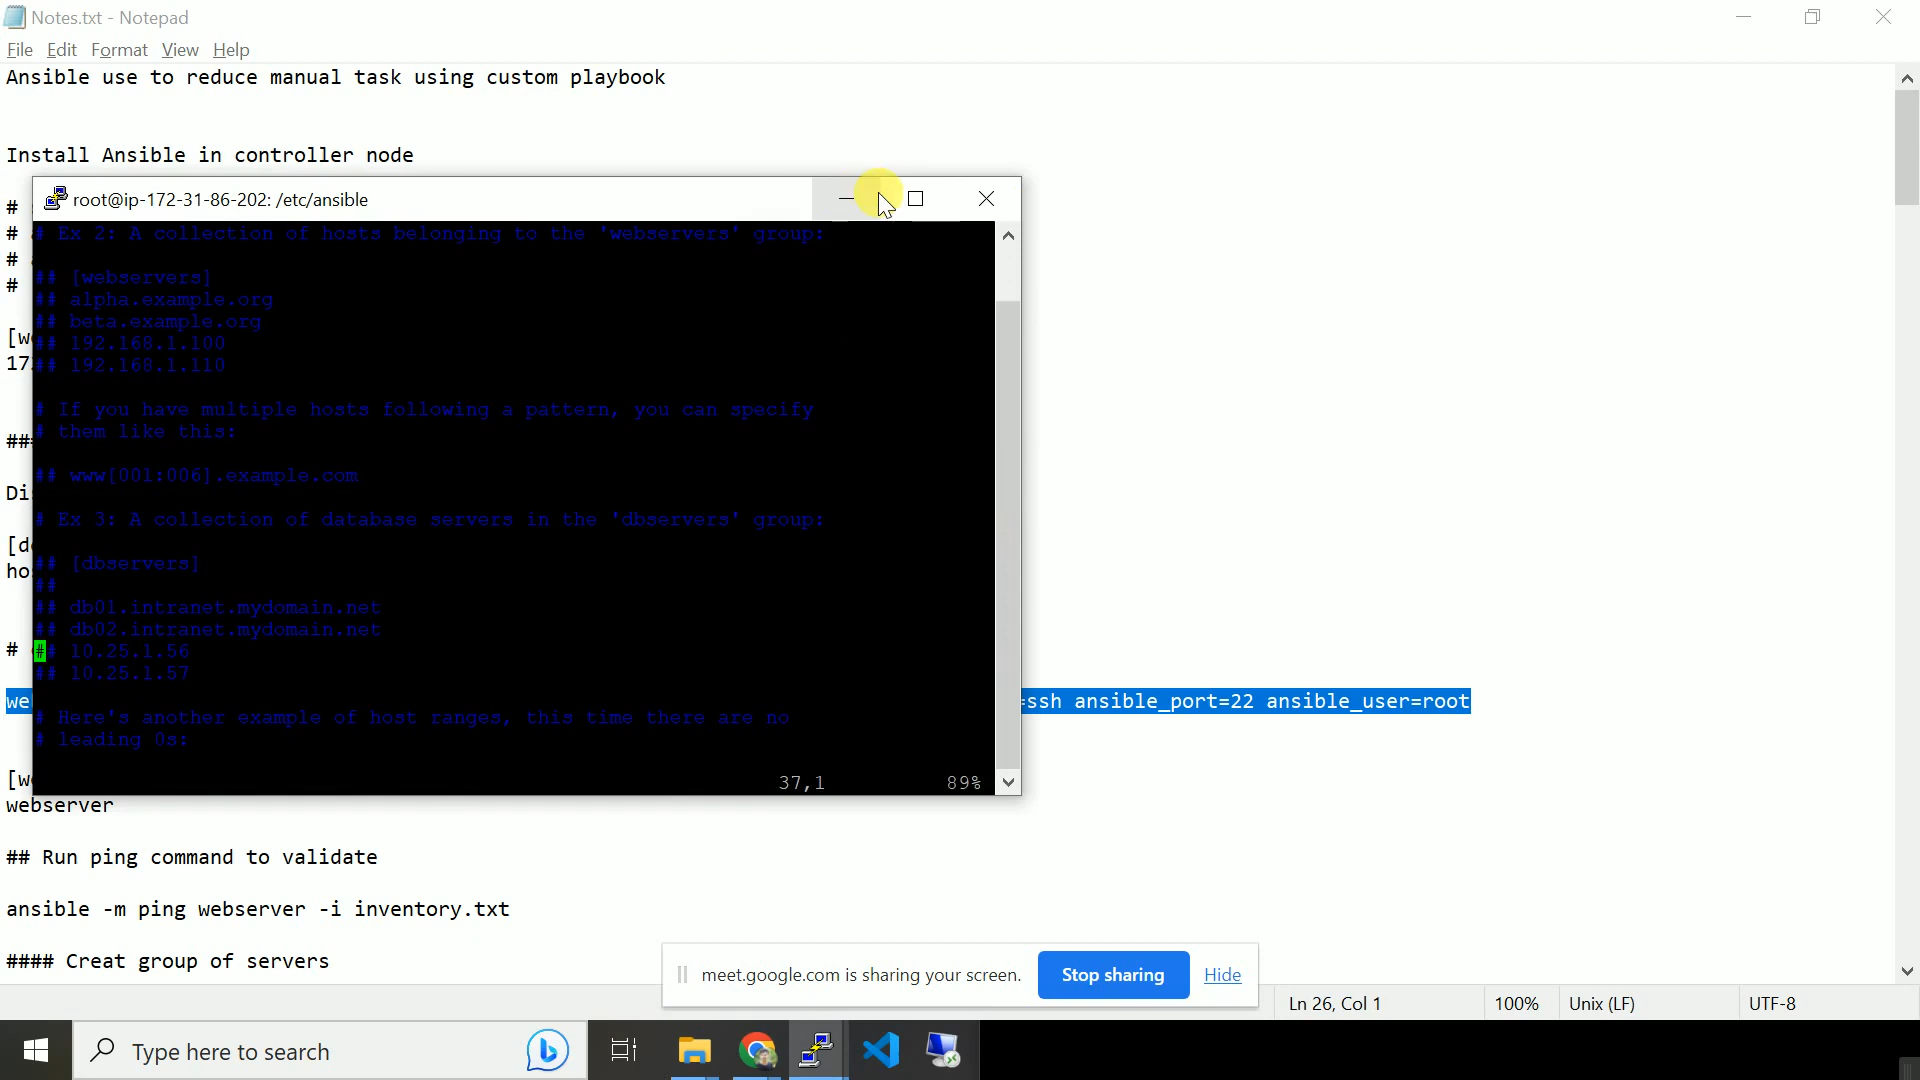 Notes.txt - Notepad
File Edit Format View Help
Ansible use to reduce manual task using custom playbook
Install Ansible in controller node
#
#
#
#
[w
17
###
Di
[d
ho
#
we
=ssh ansible_port=22 ansible_user=root
[w
webserver
## Run ping command to validate
ansible -m ping webserver -i inventory.txt
#### Creat group of servers
root@ip-172-31-86-202: /etc/ansible
# Ex 2: A collection of hosts belonging to the 'webservers' group:
## [webservers]
## alpha.example.org
## beta.example.org
## 192.168.1.100
## 192.168.1.110
# If you have multiple hosts following a pattern, you can specify
# them like this:
## www[001:006].example.com
# Ex 3: A collection of database servers in the 'dbservers' group:
## [dbservers]
##
## db01.intranet.mydomain.net
## db02.intranet.mydomain.net
## 10.25.1.56
## 10.25.1.57
# Here's another example of host ranges, this time there are no
# leading 0s:
37,1 89%
meet.google.com is sharing your screen. Stop sharing Hide
Ln 26, Col 1 100% Unix (LF) UTF-8
Type here to search